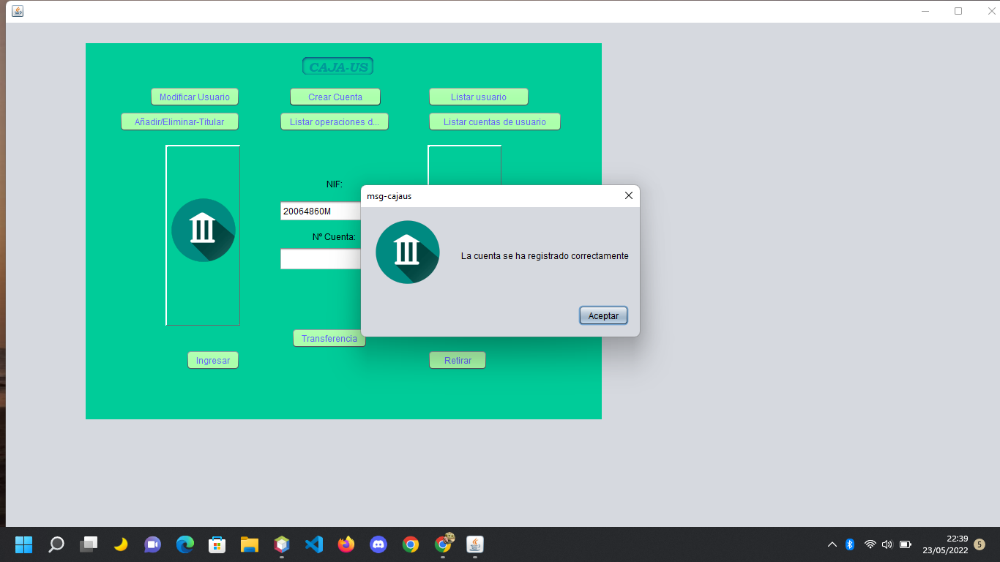 CAJA-US
Modificar Usuario
Crear Cuenta
Listar usuario
Añadir/Eliminar-Titular
Listar operaciones d...
Listar cuentas de usuario
NIF:
20064860M
Nº Cuenta:
msg-cajaus
La cuenta se ha registrado correctamente
Aceptar
Transferencia
Ingresar
Retirar
22:39
23/05/2022
5